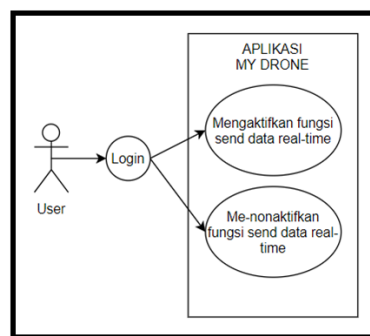 APLIKASI
MY DRONE
Mengaktifkan fungsi
send data real-time
Login
User
Me-nonaktifkan
fungsi send data real-
time